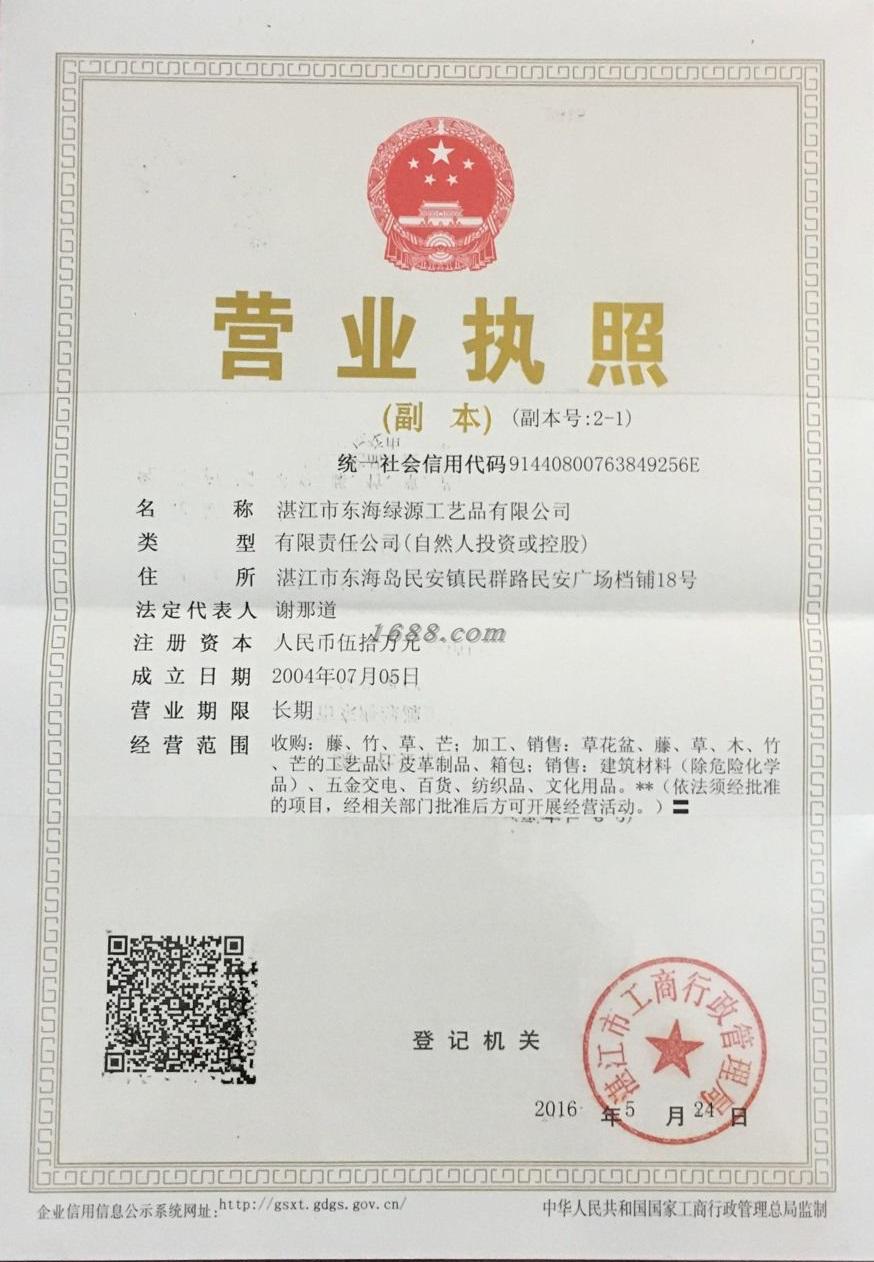 营业执照
(副 本) (副本号:2-1)
统一社会信用代码91440800763849256E
名 称 湛江市东海绿源工艺品有限公司
类 型 有限责任公司(自然人投资或控股)
住 所 湛江市东海岛民安镇民群路民安广场档铺18号
法定代表人 谢那道
注册资本 人民币伍拾万元
1688.com
成立日期 2004年07月05日
营业期限 长期
经营范围 收购:藤、竹、草、芒;加工、销售:草花盆、藤、草、木、竹
、芒的工艺品、皮革制品、箱包;销售:建筑材料(除危险化学
品)、五金交电、百货、纺织品、文化用品。**(依法须经批准
的项目,经相关部门批准后方可开展经营活动。)〓
湛江市工商行政管理局
登记机关
2016 年 5 月 24 日
企业信用信息公示系统网址:http://gsxt.gdgs.gov.cn/
中华人民共和国国家工商行政管理总局监制